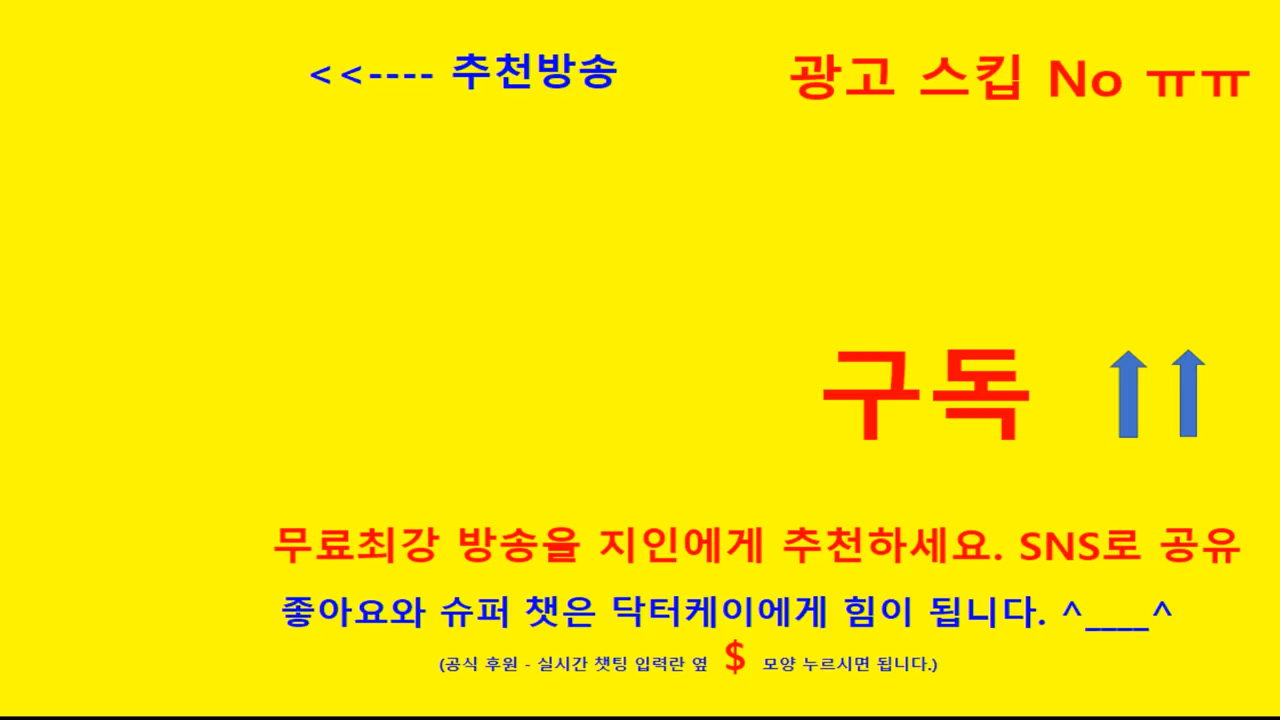 <<---- 추천방송
광고 스킵 No ㅠㅠ
구독
무료최강 방송을 지인에게 추천하세요. SNS로 공유
좋아요와 슈퍼 챗은 닥터케이에게 힘이 됩니다. ^____^
(공식 후원 - 실시간 챗팅 입력란 옆 $ 모양 누르시면 됩니다.)